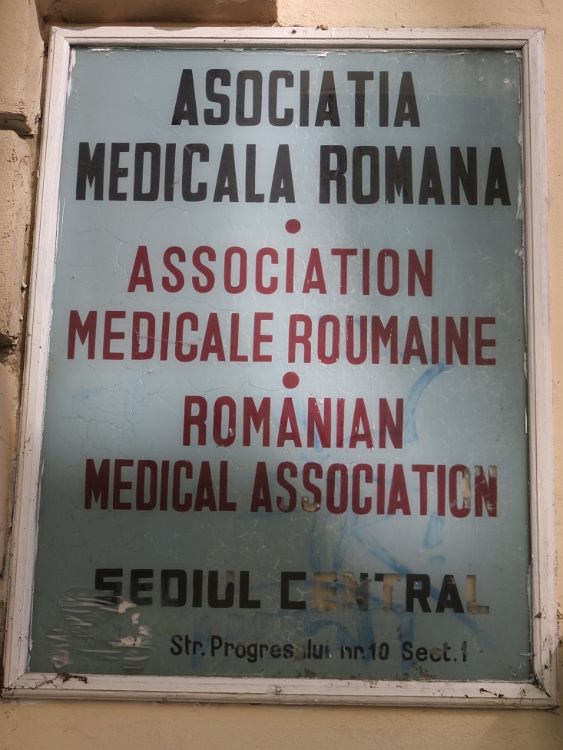 ASOCIATIA
MEDICALA ROMANA
ASSOCIATION
MEDICALE ROUMAINE
ROMANIAN
MEDICAL ASSOCIATION
SEDIUL CENTRAL
Str. Progresului nr.10 Sect.1